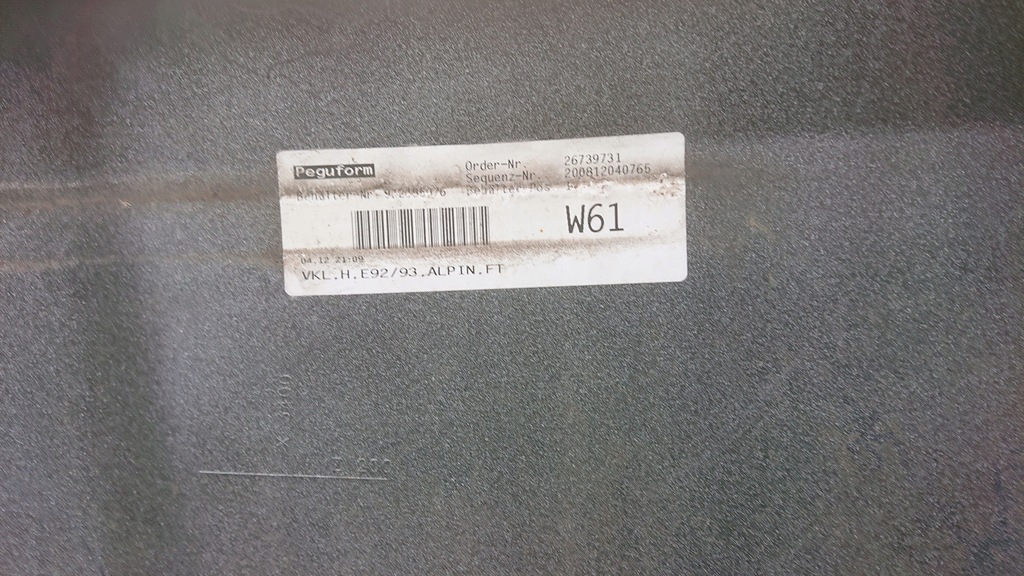 Peguform
Order-Nr. 26739731
Sequenz-Nr. 200812040765
W61
04.12 21:09
VKL.H.E92/93.ALPIN.FT